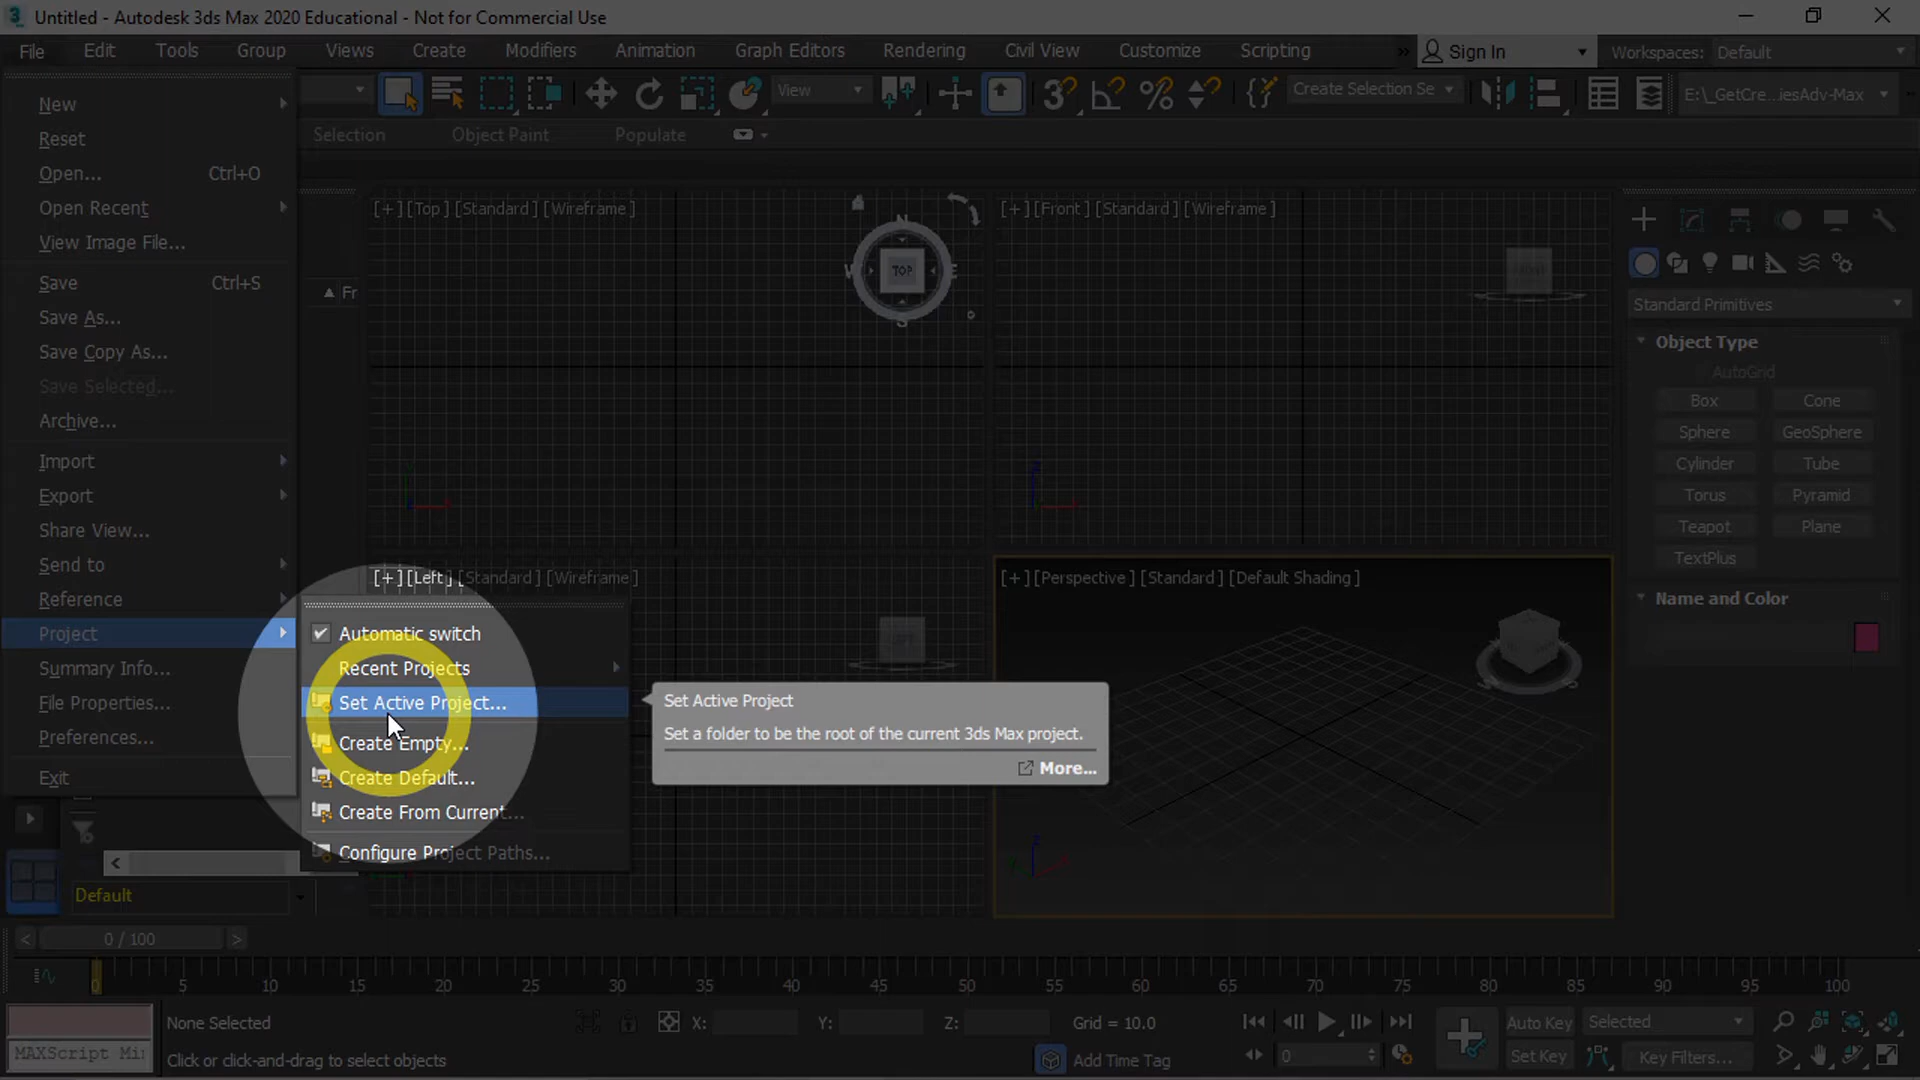 Untitled - Autodesk 3ds Max 2020 Educational - Not for Commercial Use
File Edit Tools Group Views Create Modifiers Animation Graph Editors Rendering Civil View Customize Scripting » Sign In Workspaces: Default
View Create Selection Se E:\_GetCre...iesAdv-Max
Selection Object Paint Populate
New
Reset
Open... Ctrl+O
Open Recent
View Image File...
Save Ctrl+S
Save As...
Save Copy As...
Save Selected...
Archive...
Import
Export
Share View...
Send to
Reference
Project
Summary Info...
File Properties...
Preferences...
Exit
▲ Fr
[+] [Top] [Standard] [Wireframe]
N
W TOP E
S
[+] [Front] [Standard] [Wireframe]
[+] [Left] [Standard] [Wireframe]
[+] [Perspective] [Standard] [Default Shading]
Automatic switch
Recent Projects
Set Active Project...
Create Empty...
Create Default...
Create From Current...
Configure Project Paths...
Set Active Project
Set a folder to be the root of the current 3ds Max project.
More...
Standard Primitives
Object Type
AutoGrid
Box Cone
Sphere GeoSphere
Cylinder Tube
Torus Pyramid
Teapot Plane
TextPlus
Name and Color
Default
< 0 / 100 >
0 5 10 15 20 25 30 35 40 45 50 55 60 65 70 75 80 85 90 95 100
None Selected X: Y: Z: Grid = 10.0 Auto Key Selected
MAXScript Mi Click or click-and-drag to select objects Add Time Tag 0 Set Key Key Filters...